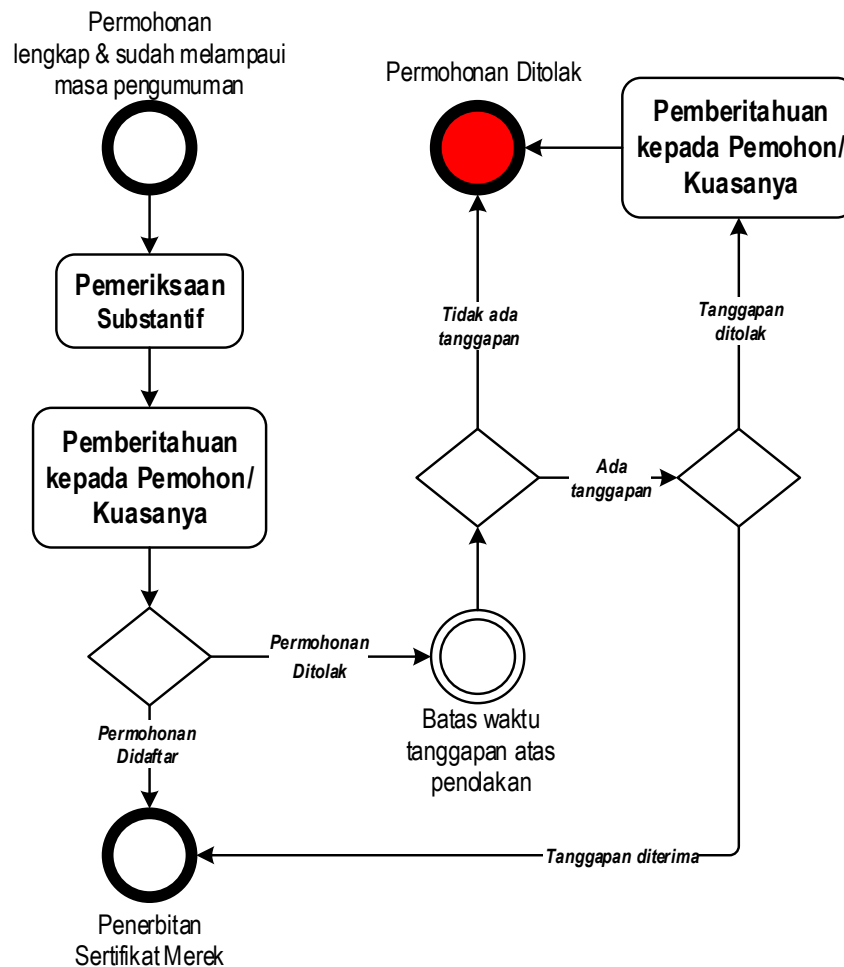 Permohonan
lengkap & sudah melampaui
masa pengumuman
Pemeriksaan
Substantif
Pemberitahuan
kepada Pemohon/
Kuasanya
Permohonan
Didaftar
Penerbitan
Sertifikat Merek
Permohonan
Ditolak
Batas waktu
tanggapan atas
pendakan
Tidak ada
tanggapan
Permohonan Ditolak
Ada
tanggapan
Tanggapan
ditolak
Pemberitahuan
kepada Pemohon/
Kuasanya
Tanggapan diterima